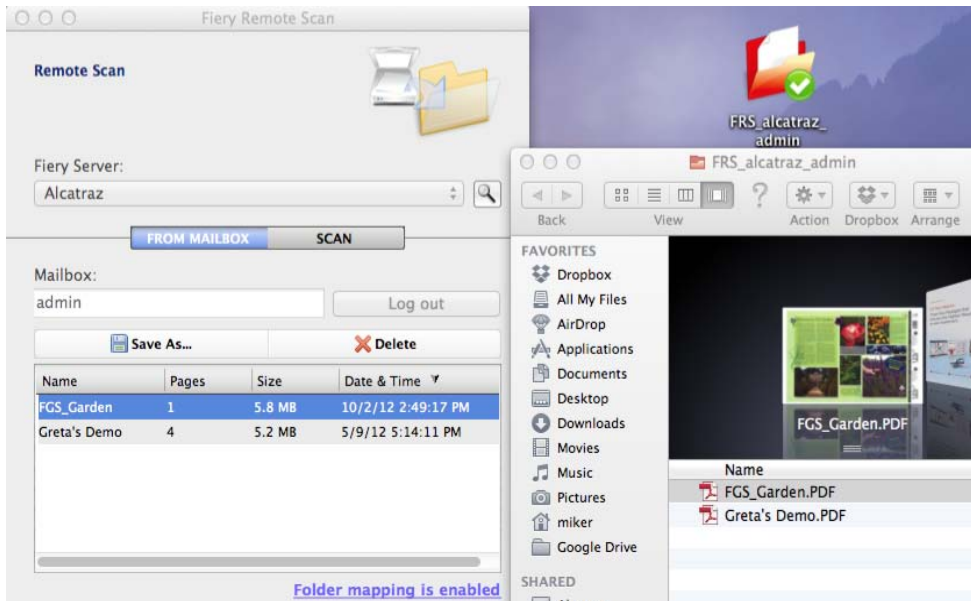 Fiery Remote Scan
Remote Scan
Fiery Server:
Alcatraz
FROM MAILBOX SCAN
Mailbox:
admin Log out
Save As... Delete
Name Pages Size Date & Time
FGS_Garden 1 5.8 MB 10/2/12 2:49:17 PM
Greta's Demo 4 5.2 MB 5/9/12 5:14:11 PM
Folder mapping is enabled
FRS_alcatraz_
admin
FRS_alcatraz_admin
Back View Action Dropbox Arrange
FAVORITES
Dropbox
All My Files
AirDrop
Applications
Documents
Desktop
Downloads
Movies
Music
Pictures
miker
Google Drive
SHARED
FGS_Garden.PDF
Name
FGS_Garden.PDF
Greta's Demo.PDF